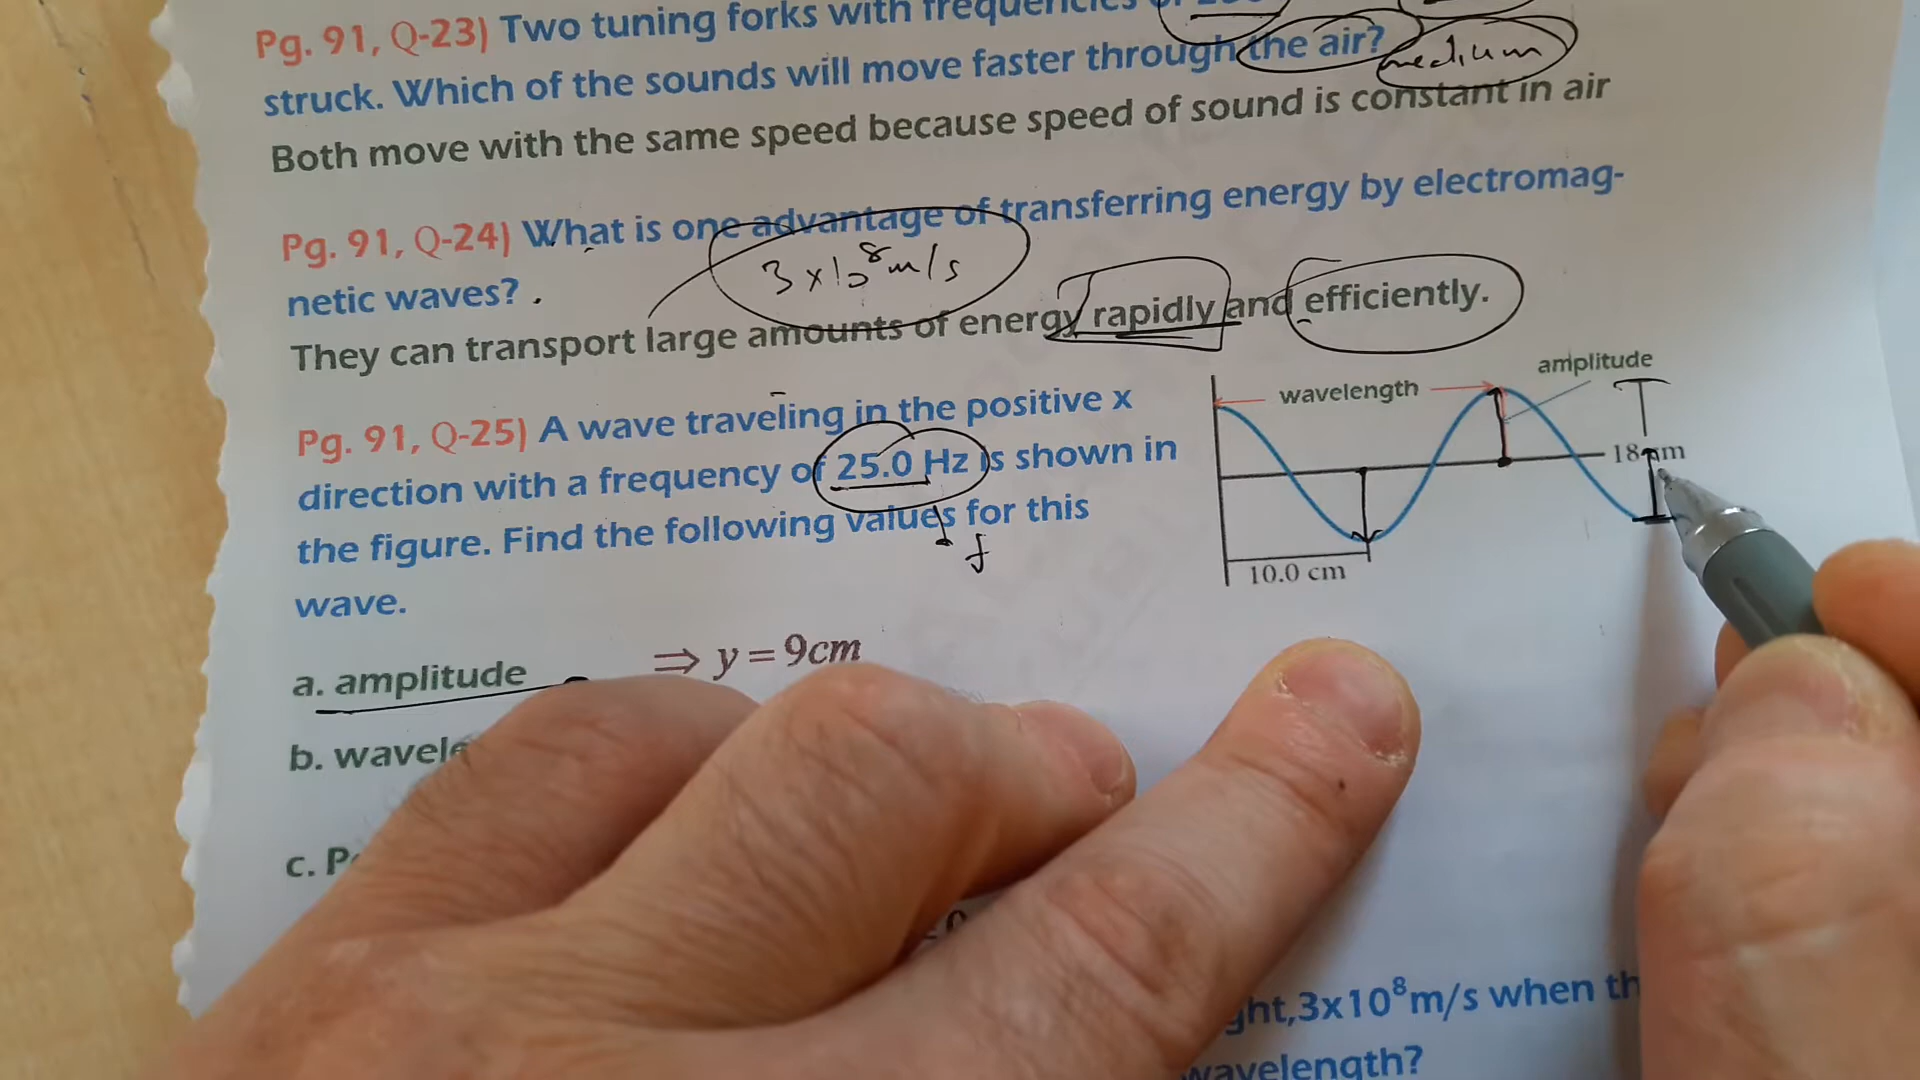 Pg. 91, Q-23) Two tuning forks with frequencies of
struck. Which of the sounds will move faster through the air?
medium
Both move with the same speed because speed of sound is constant in air
Pg. 91, Q-24) What is one advantage of transferring energy by electromag-
netic waves? .
3 x 10⁸ m/s
They can transport large amounts of energy rapidly and efficiently.
Pg. 91, Q-25) A wave traveling in the positive x
direction with a frequency of 25.0 Hz is shown in
the figure. Find the following values for this
f
wave.
wavelength
amplitude
18 cm
10.0 cm
a. amplitude ⇒ y = 9cm
b. wavele
c. P
ght,3x10⁸m/s when th
wavelength?